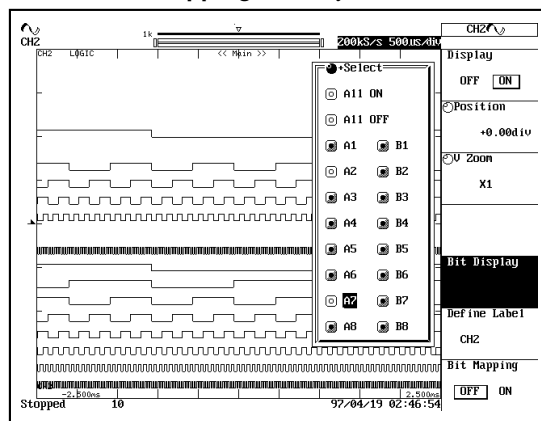 CH2
1k
200kS/s 500us/div
CH2 LOGIC
<< Main >>
+Select
All ON
All OFF
A1 B1
A2 B2
A3 B3
A4 B4
A5 B5
A6 B6
A7 B7
A8 B8
-2.500ms
2.500ms
Stopped 10
97/04/19 02:46:54
CH2
Display
OFF ON
Position
+0.00div
V Zoom
X1
Bit Display
Define Label
CH2
Bit Mapping
OFF ON